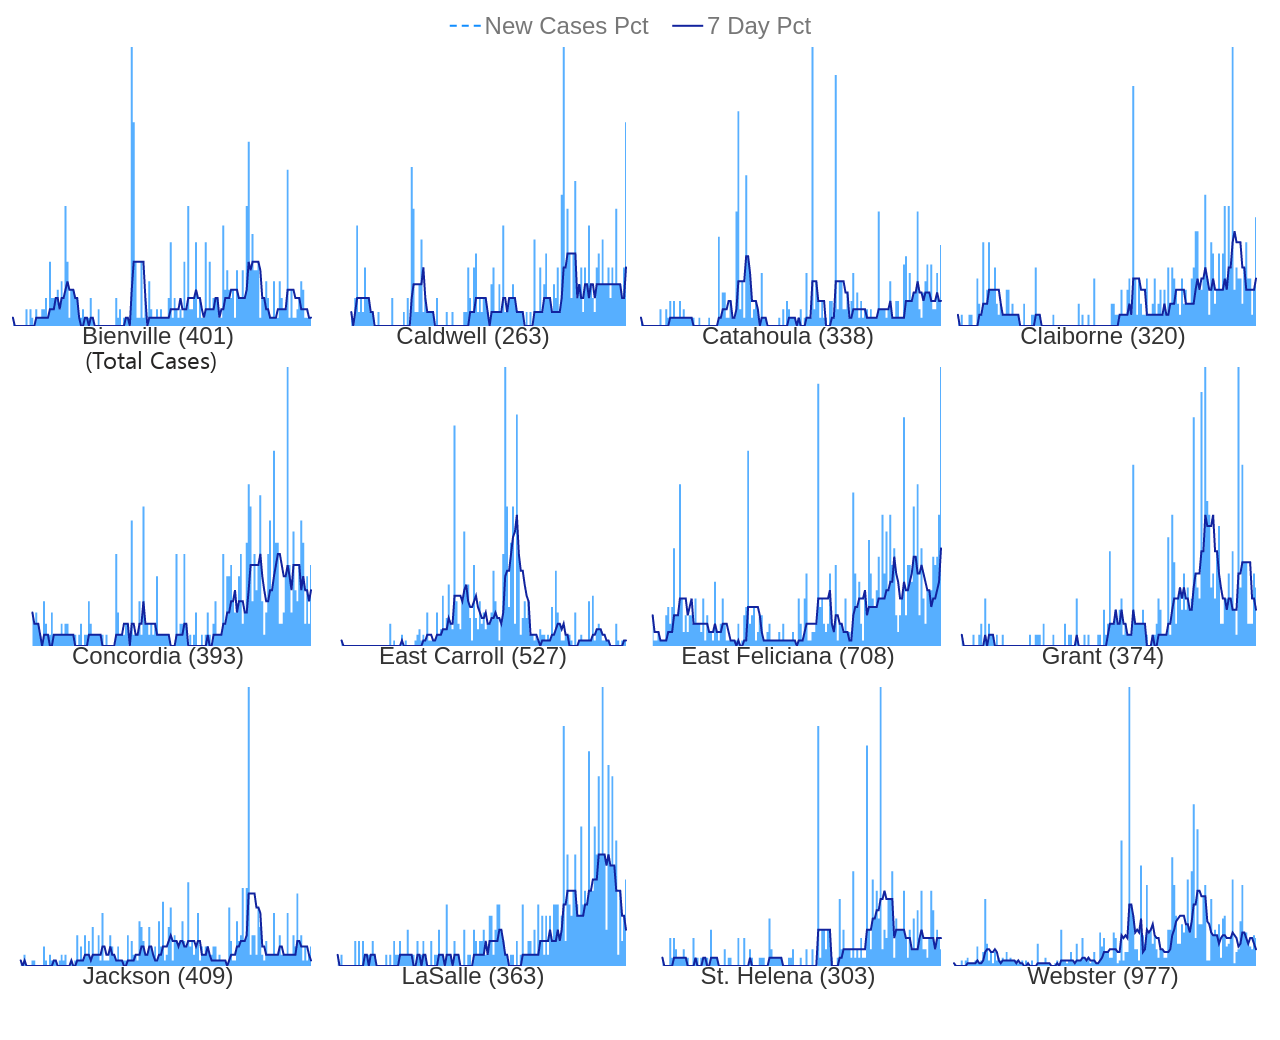 New Cases Pct 7 Day Pct
Bienville (401) Caldwell (263) Catahoula (338) Claiborne (320)
(Total Cases)
Concordia (393) East Carroll (527) East Feliciana (708) Grant (374)
Jackson (409) LaSalle (363) St. Helena (303) Webster (977)